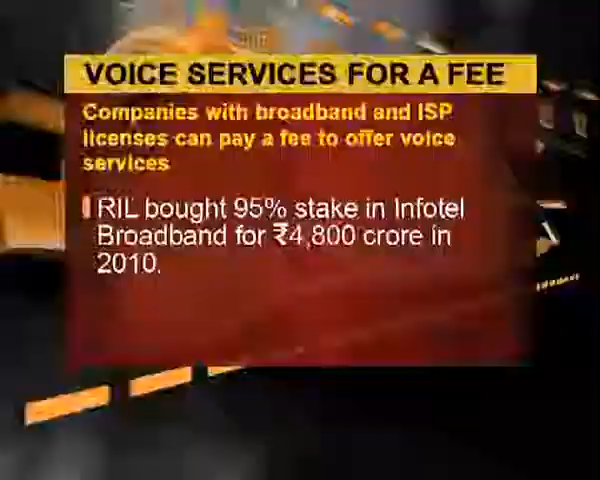 VOICE SERVICES FOR A FEE
Companies with broadband and ISP
licenses can pay a fee to offer voice
services
RIL bought 95% stake in Infotel
Broadband for ₹4,800 crore in
2010.